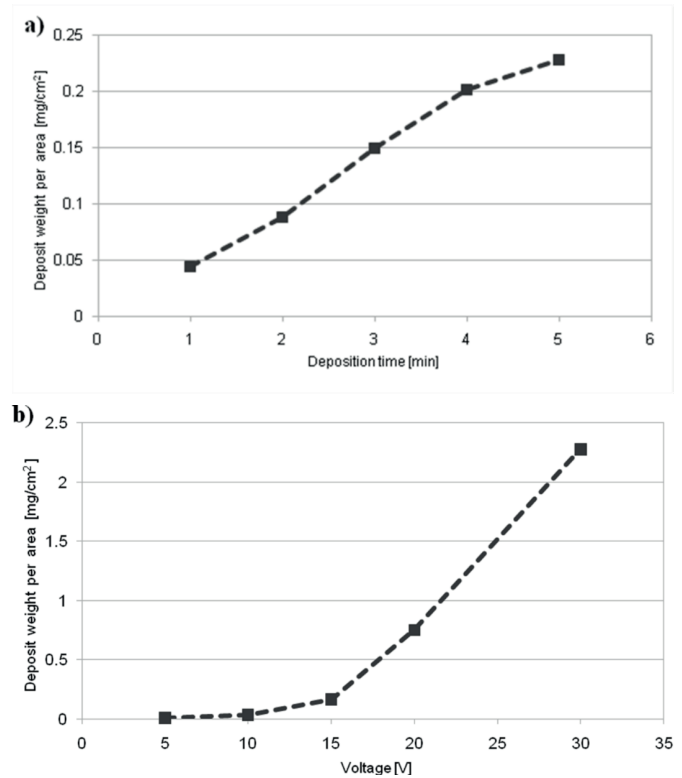 a)
0.25
0.2
0.15
0.1
0.05
0
0 1 2 3 4 5 6
Deposit weight per area [mg/cm²]
Deposition time [min]
b)
2.5
2
1.5
1
0.5
0
0 5 10 15 20 25 30 35
Deposit weight per area [mg/cm²]
Voltage [V]